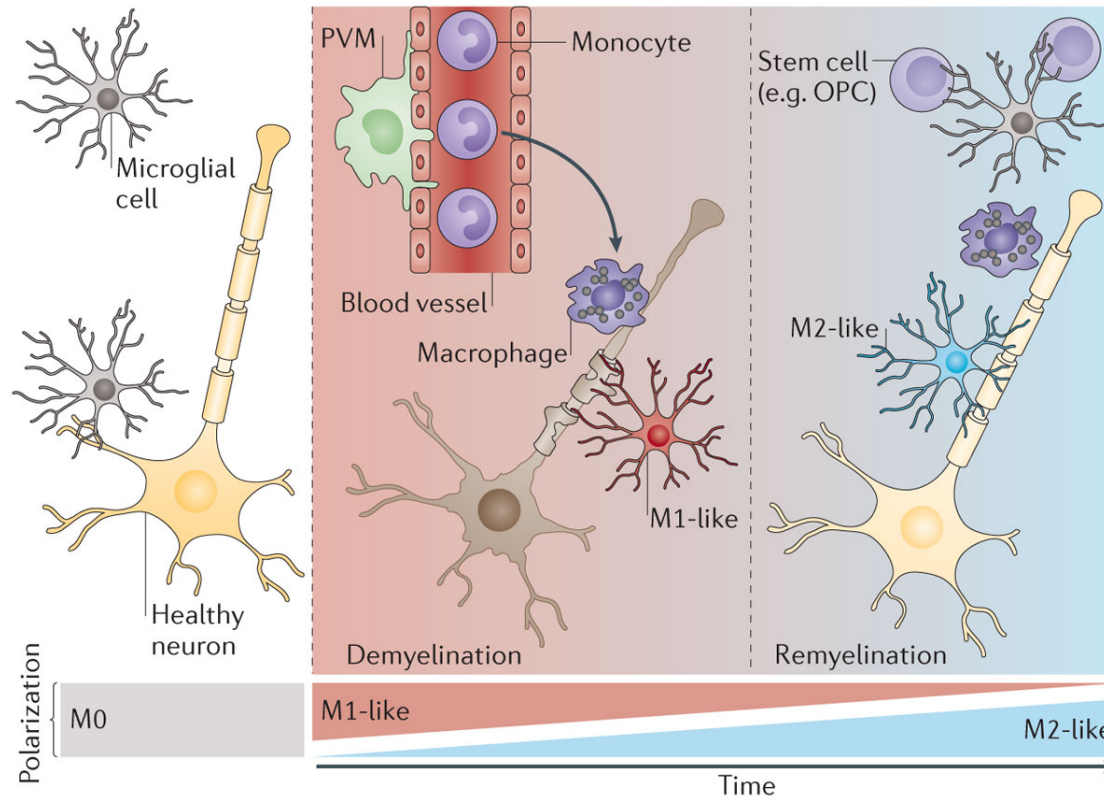 PVM
Monocyte
Stem cell
(e.g. OPC)
Microglial
cell
Blood vessel
Macrophage
M2-like
M1-like
Healthy
neuron
Demyelination
Remyelination
Polarization
M0
M1-like
M2-like
Time